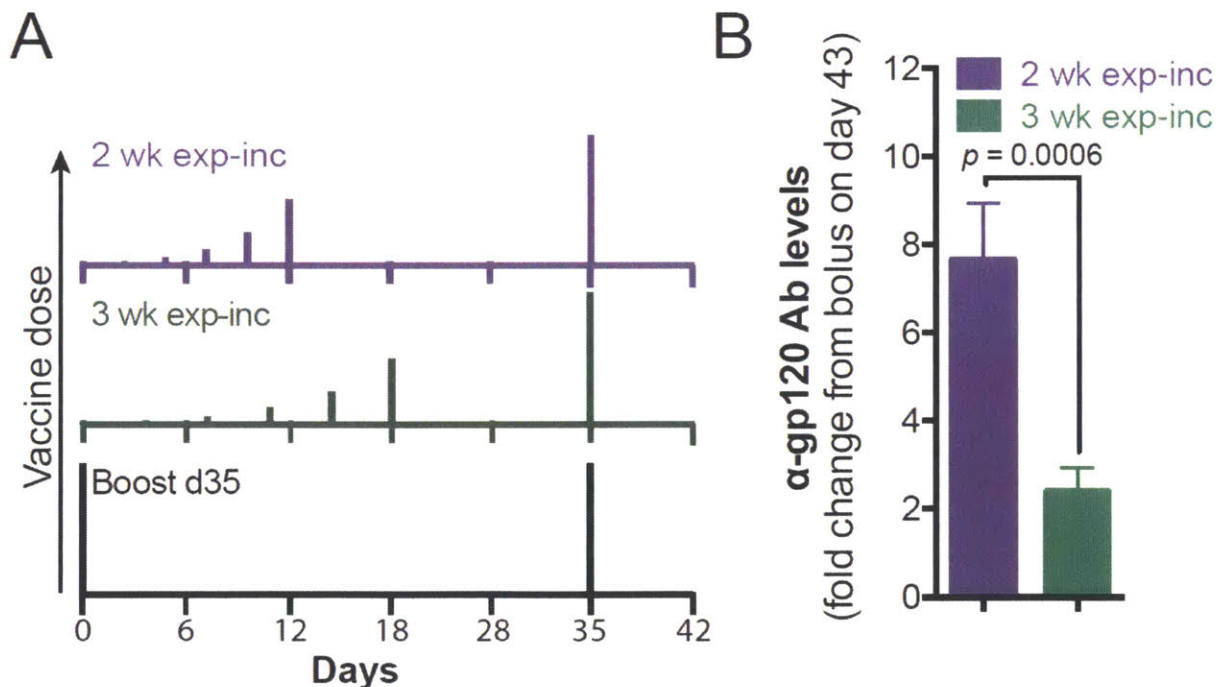 A
Vaccine dose
2 wk exp-inc
3 wk exp-inc
Boost d35
0 6 12 18 28 35 42
Days
B
α-gp120 Ab levels
(fold change from bolus on day 43)
12
10
8
6
4
2
0
2 wk exp-inc
3 wk exp-inc
p = 0.0006